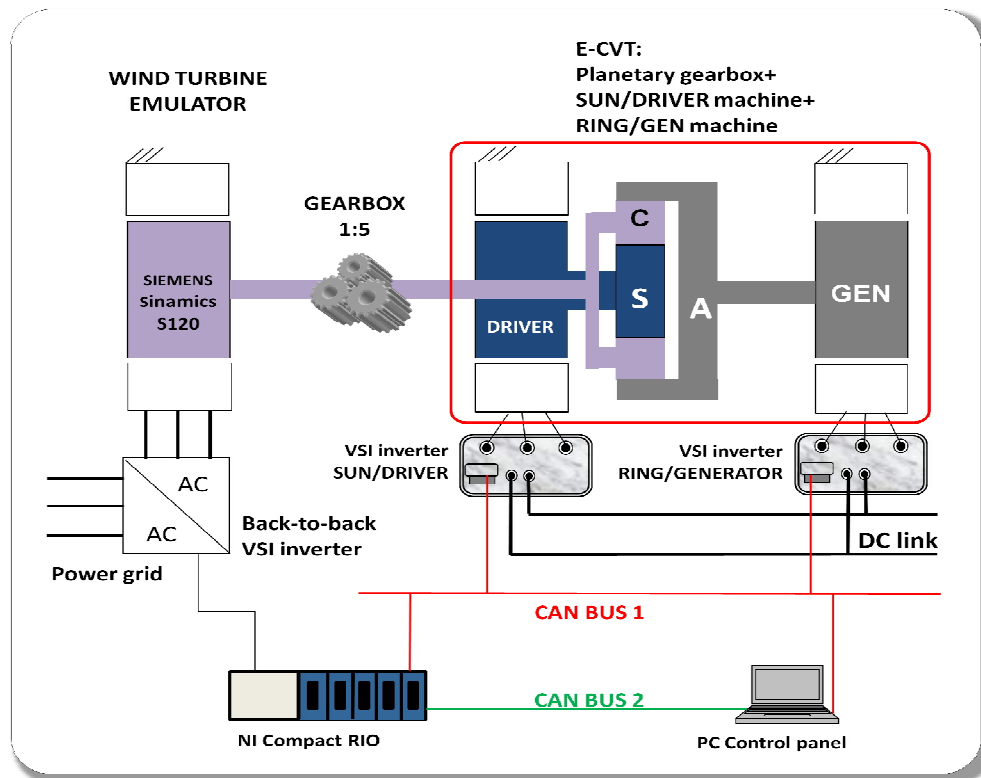 E-CVT:
Planetary gearbox+
SUN/DRIVER machine+
RING/GEN machine
WIND TURBINE
EMULATOR
GEARBOX
1:5
SIEMENS
Sinamics
S120
DRIVER
C
S
A
GEN
VSI inverter
SUN/DRIVER
VSI inverter
RING/GENERATOR
AC
AC
Back-to-back
VSI inverter
Power grid
DC link
CAN BUS 1
CAN BUS 2
NI Compact RIO
PC Control panel